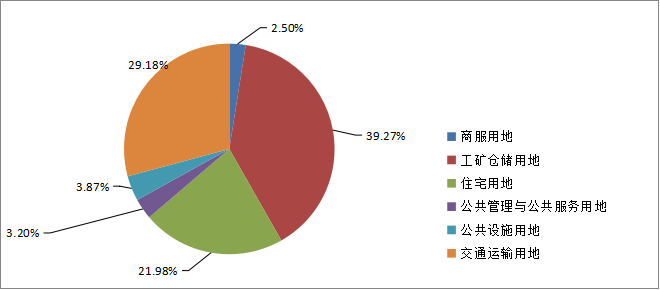 2.50%
29.18%
39.27%
3.87%
3.20%
21.98%
商服用地
工矿仓储用地
住宅用地
公共管理与公共服务用地
公共设施用地
交通运输用地